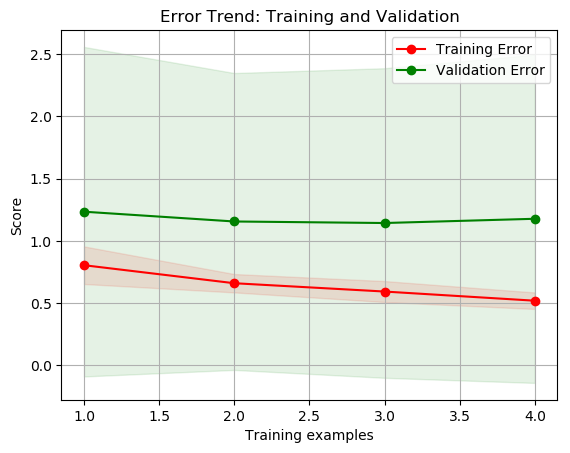 Error Trend: Training and Validation
Training Error
Validation Error
2.5
2.0
1.5
1.0
0.5
0.0
Score
1.0 1.5 2.0 2.5 3.0 3.5 4.0
Training examples